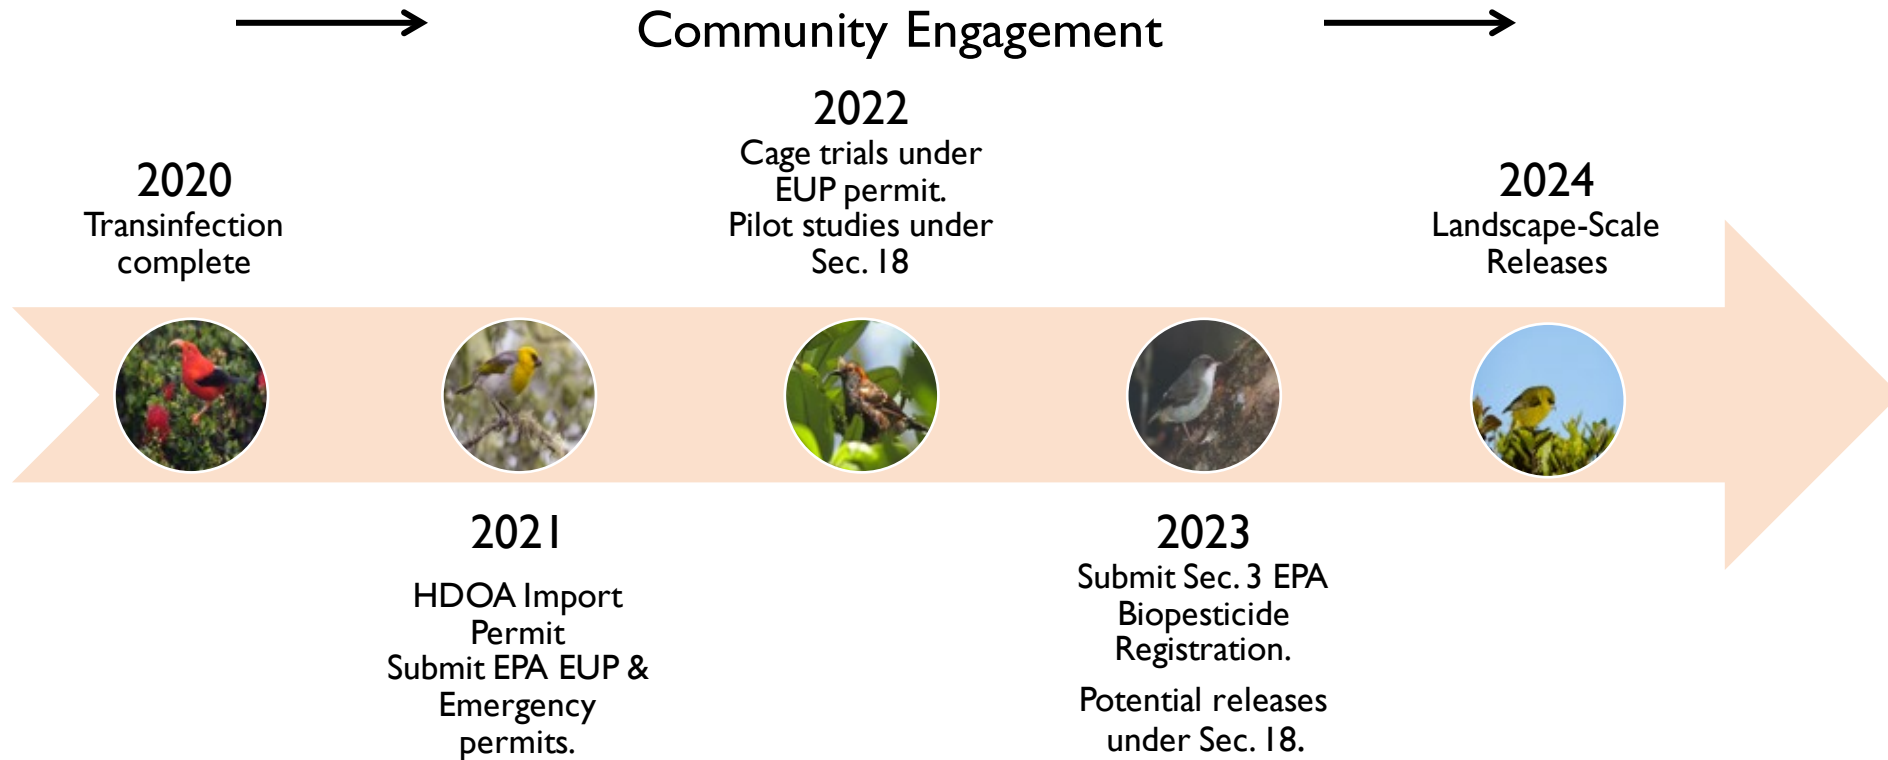 Community Engagement
2020
Transinfection
complete
2021
HDOA Import
Permit
Submit EPA EUP &
Emergency
permits.
2022
Cage trials under
EUP permit.
Pilot studies under
Sec. 18
2023
Submit Sec. 3 EPA
Biopesticide
Registration.
Potential releases
under Sec. 18.
2024
Landscape-Scale
Releases